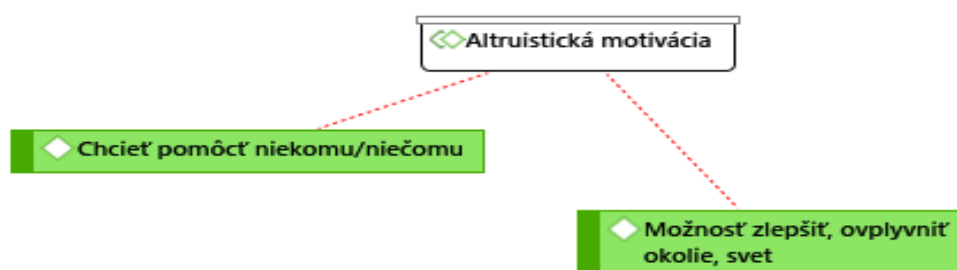 Altruistická motivácia
Chcieť pomôcť niekomu/niečomu
Možnosť zlepšiť, ovplyvniť
okolie, svet